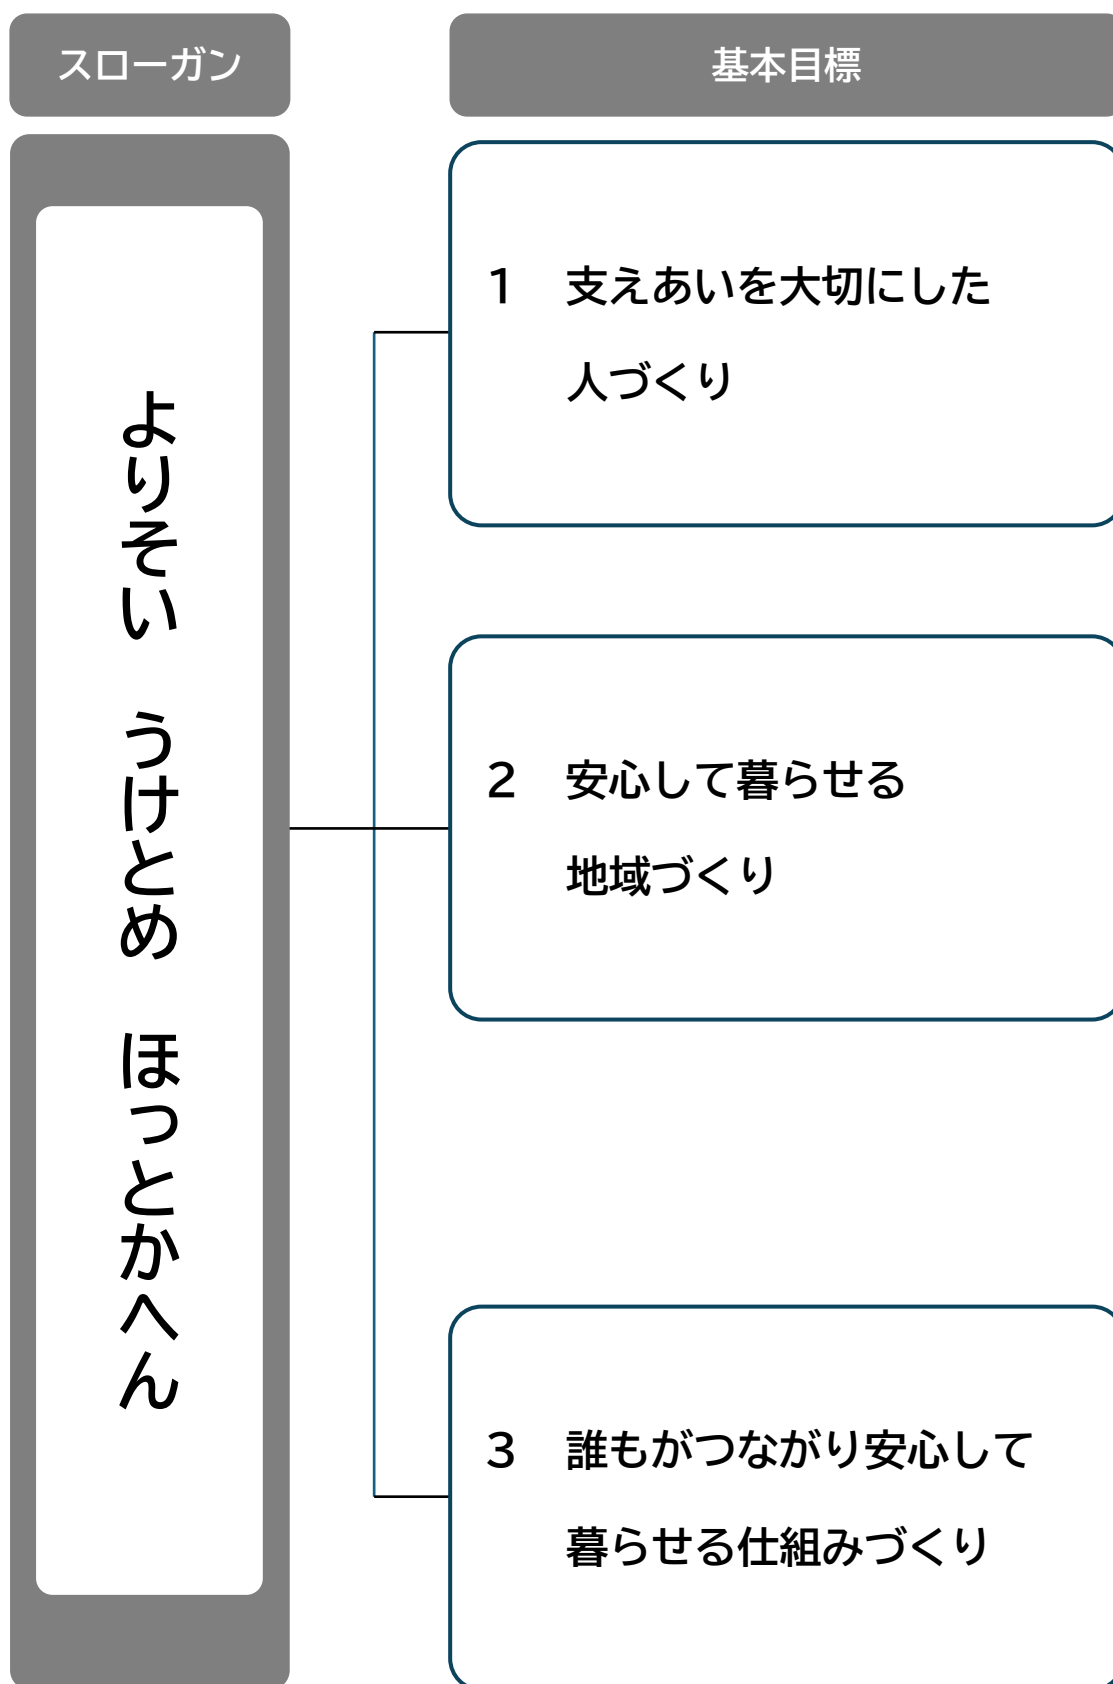 スローガン
基本目標
よりそい　うけとめ　ほっとかへん
1　支えあいを大切にした
人づくり
2　安心して暮らせる
地域づくり
3　誰もがつながり安心して
暮らせる仕組みづくり